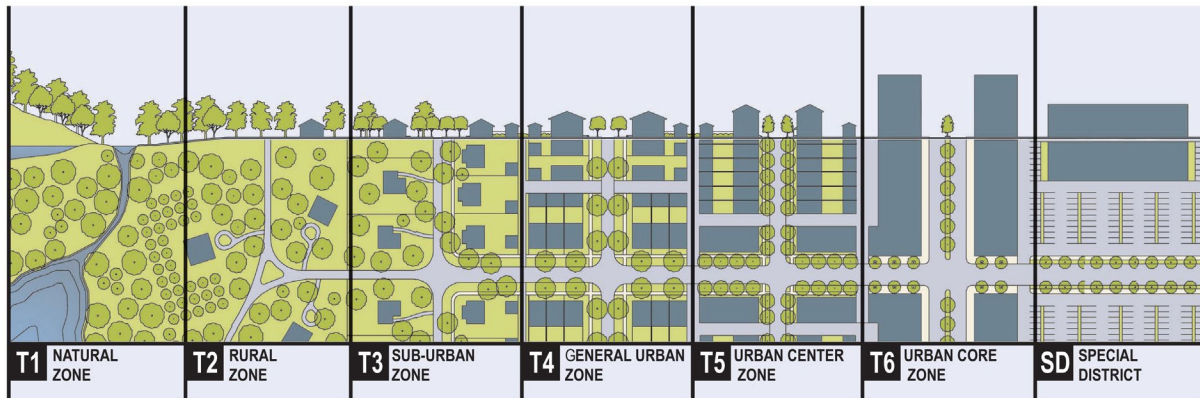 T1 NATURAL
ZONE
T2 RURAL
ZONE
T3 SUB-URBAN
ZONE
T4 GENERAL URBAN
ZONE
T5 URBAN CENTER
ZONE
T6 URBAN CORE
ZONE
SD SPECIAL
DISTRICT